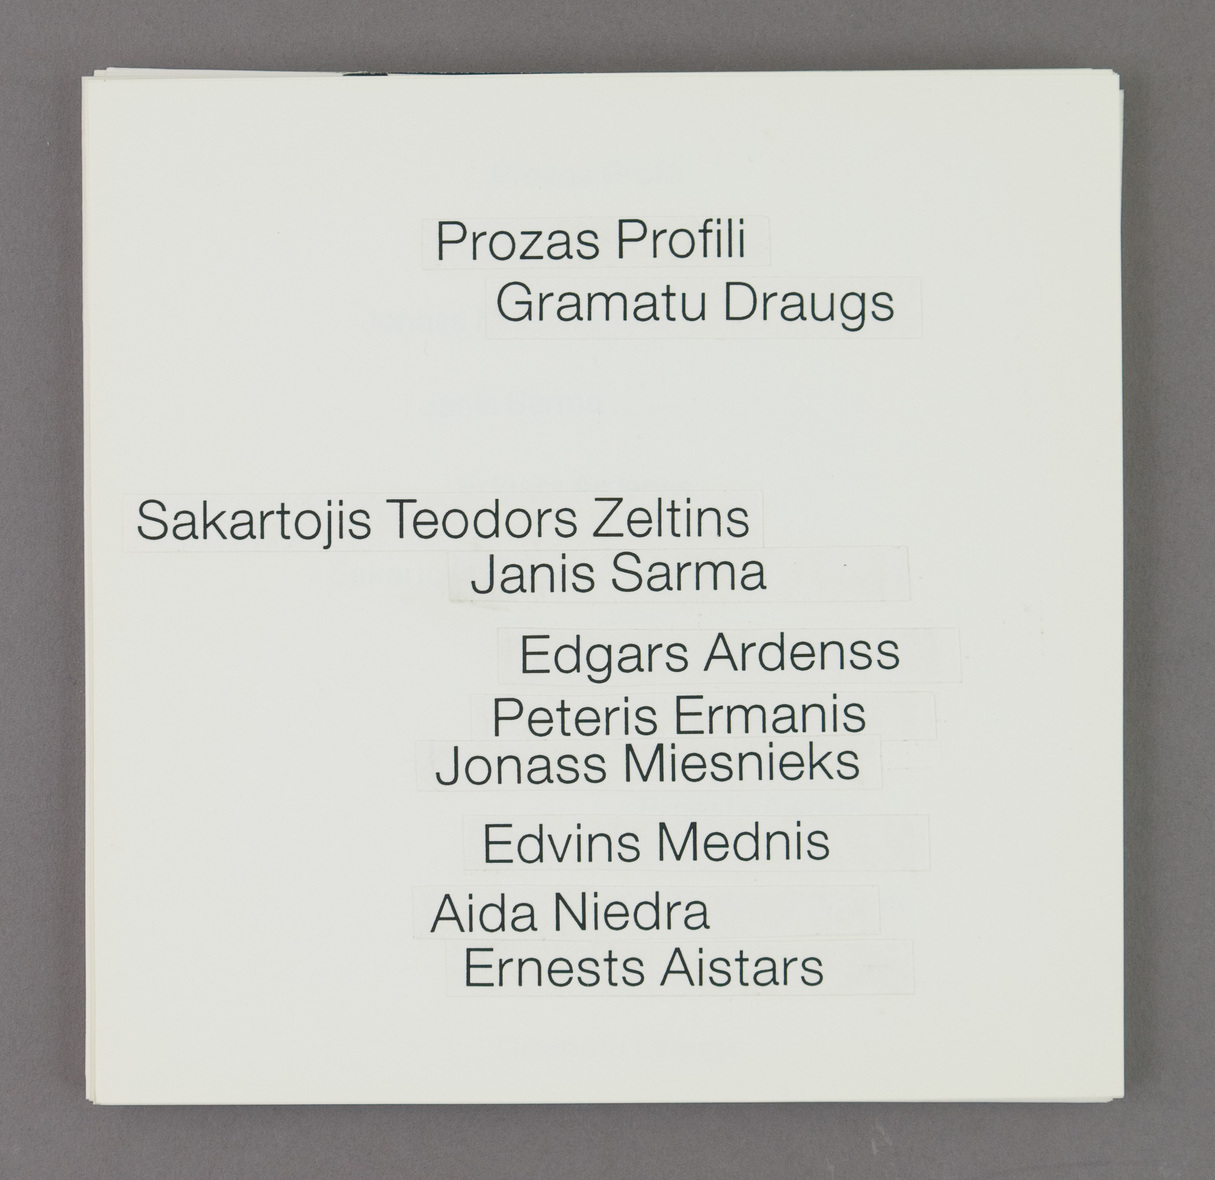 Prozas Profili
Gramatu Draugs
Sakartojis Teodors Zeltins
Janis Sarma
Edgars Ardenss
Peteris Ermanis
Jonass Miesnieks
Edvins Mednis
Aida Niedra
Ernests Aistars